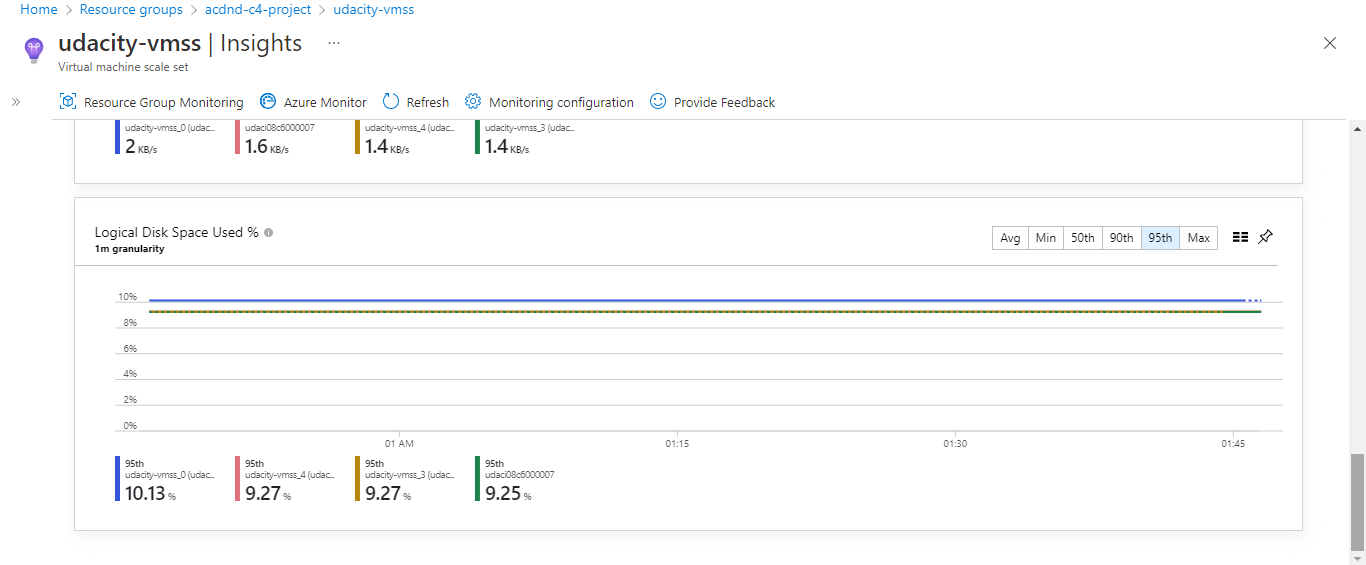 Home > Resource groups > acdnd-c4-project > udacity-vmss
udacity-vmss | Insights ...
Virtual machine scale set
» Resource Group Monitoring Azure Monitor Refresh Monitoring configuration Provide Feedback
udacity-vmss_0 (udac... udaci08c6000007 udacity-vmss_4 (udac... udacity-vmss_3 (udac...
2 KB/s 1.6 KB/s 1.4 KB/s 1.4 KB/s
Logical Disk Space Used %
1m granularity
Avg Min 50th 90th 95th Max
10%
8%
6%
4%
2%
0%
01 AM 01:15 01:30 01:45
95th 95th 95th 95th
udacity-vmss_0 (udac... udacity-vmss_4 (udac... udacity-vmss_3 (udac... udaci08c6000007
10.13 % 9.27 % 9.27 % 9.25 %